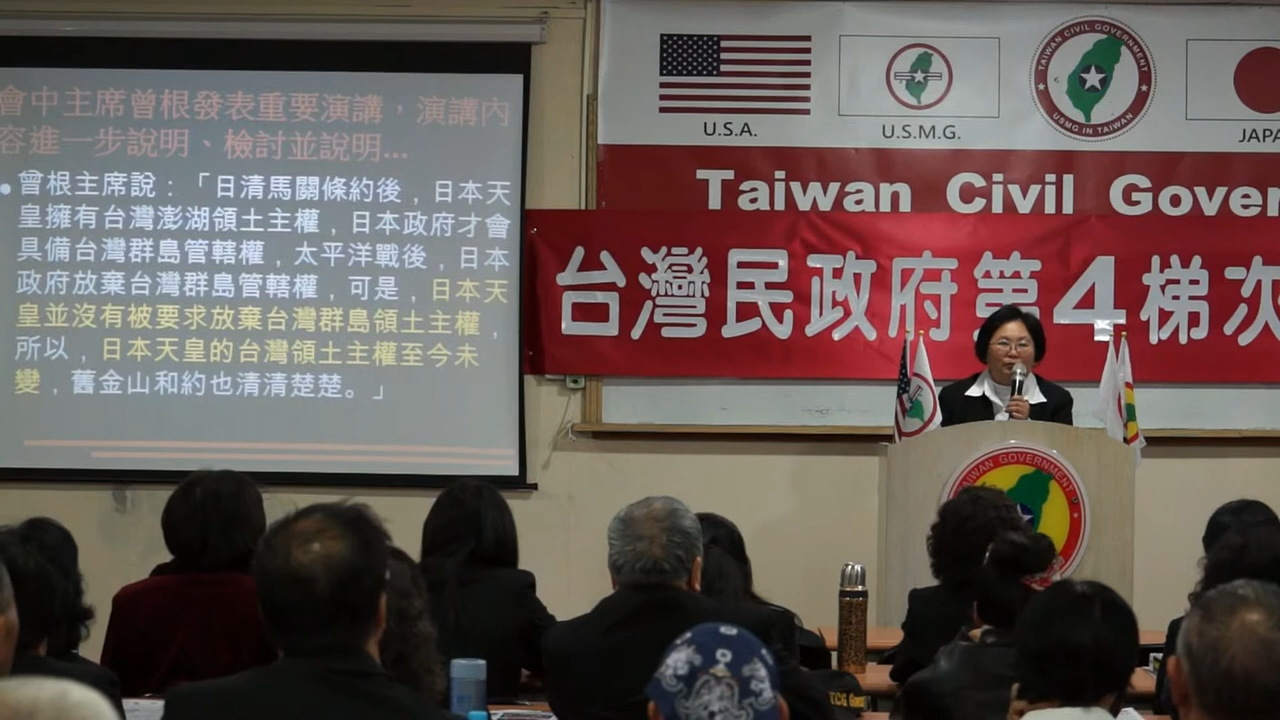 會中主席曾根發表重要演講，演講內
容進一步說明、檢討並說明...
曾根主席說：「日清馬關條約後，日本天
皇擁有台灣澎湖領土主權，日本政府才會
具備台灣群島管轄權，太平洋戰後，日本
政府放棄台灣群島管轄權，可是，日本天
皇並沒有被要求放棄台灣群島領土主權，
所以，日本天皇的台灣領土主權至今未
變，舊金山和約也清清楚楚。」
U.S.A.
U.S.M.G.
TAIWAN CIVIL GOVERNMENT
USMG IN TAIWAN
JAPA
Taiwan Civil Gover
台灣民政府第4梯次
TAIWAN GOVERNMENT